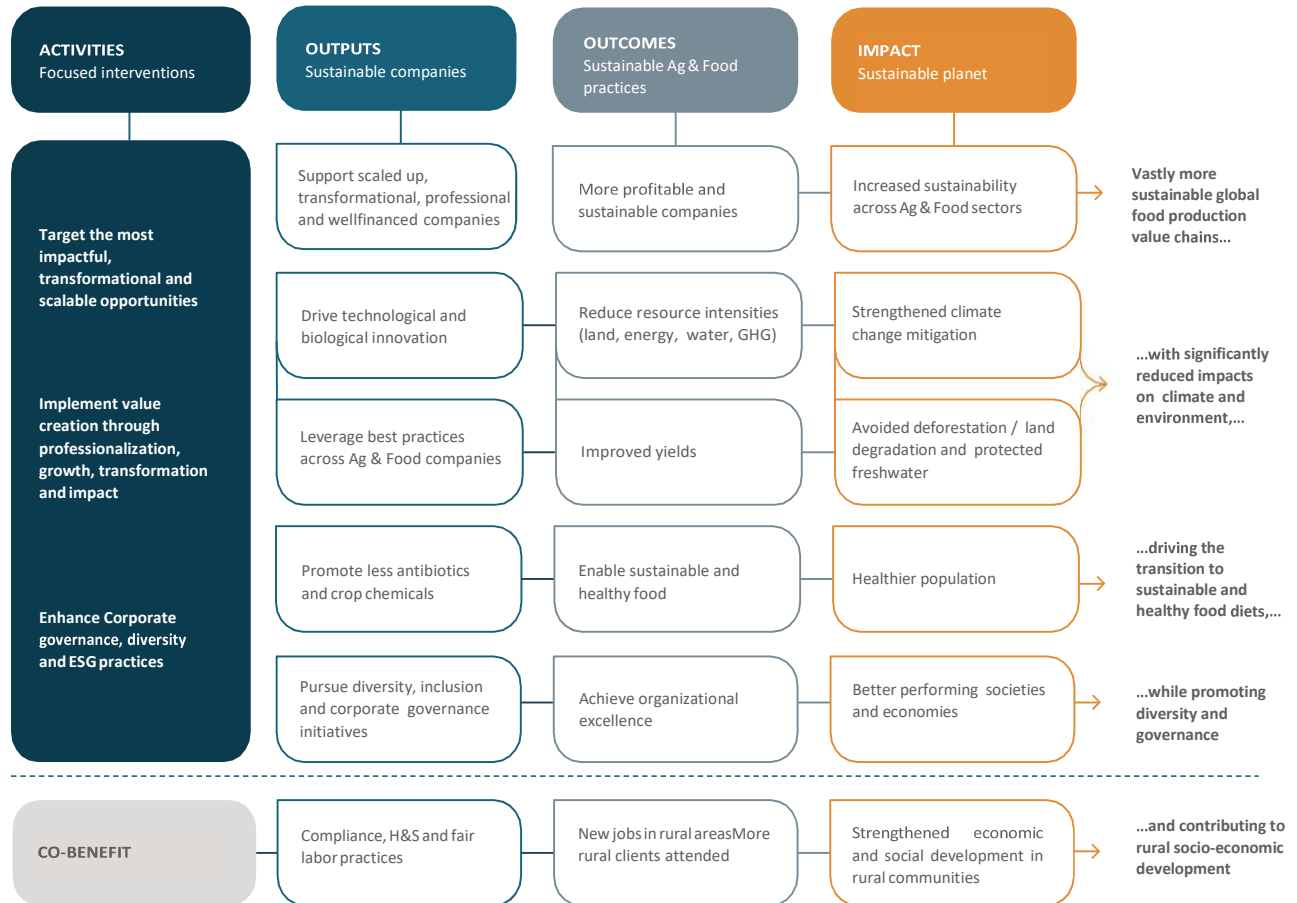 ACTIVITIES
Focused interventions
OUTPUTS
Sustainable companies
OUTCOMES
Sustainable Ag & Food
practices
IMPACT
Sustainable planet
Target the most
impactful,
transformational and
scalable opportunities
Implement value
creation through
professionalization,
growth, transformation
and impact
Enhance Corporate
governance, diversity
and ESG practices
Support scaled up,
transformational, professional
and wellfinanced companies
More profitable and
sustainable companies
Increased sustainability
across Ag & Food sectors
Vastly more
sustainable global
food production
value chains...
Drive technological and
biological innovation
Reduce resource intensities
(land, energy, water, GHG)
Strengthened climate
change mitigation
...with significantly
reduced impacts
on climate and
environment,...
Leverage best practices
across Ag & Food companies
Improved yields
Avoided deforestation / land
degradation and protected
freshwater
Promote less antibiotics
and crop chemicals
Enable sustainable and
healthy food
Healthier population
...driving the
transition to
sustainable and
healthy food diets,...
Pursue diversity, inclusion
and corporate governance
initiatives
Achieve organizational
excellence
Better performing societies
and economies
...while promoting
diversity and
governance
CO-BENEFIT
Compliance, H&S and fair
labor practices
New jobs in rural areasMore
rural clients attended
Strengthened economic
and social development in
rural communities
...and contributing to
rural socio-economic
development